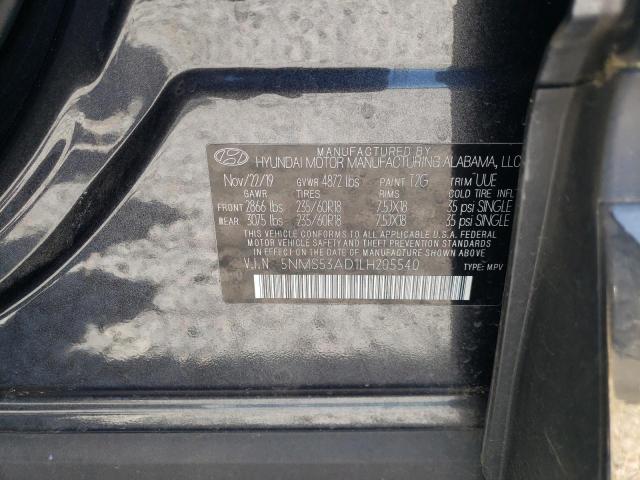 MANUFACTURED BY
HYUNDAI MOTOR MANUFACTURING ALABAMA, LLC
Nov/22/19 GVWR 4872 lbs PAINT T2G TRIM UUE
GAWR TIRES RIMS COLD TIRE INFL
FRONT 2866 lbs 235/60R18 7.5JX18 35 psi SINGLE
REAR 3075 lbs 235/60R18 7.5JX18 35 psi SINGLE
THIS VEHICLE CONFORMS TO ALL APPLICABLE U.S.A. FEDERAL
MOTOR VEHICLE SAFETY BUMPER, AND THEFT PREVENTION STANDARDS
IN EFFECT ON THE DATE OF MANUFACTURE SHOWN ABOVE.
V.I.N : 5NMS53AD1LH205540 TYPE: MPV